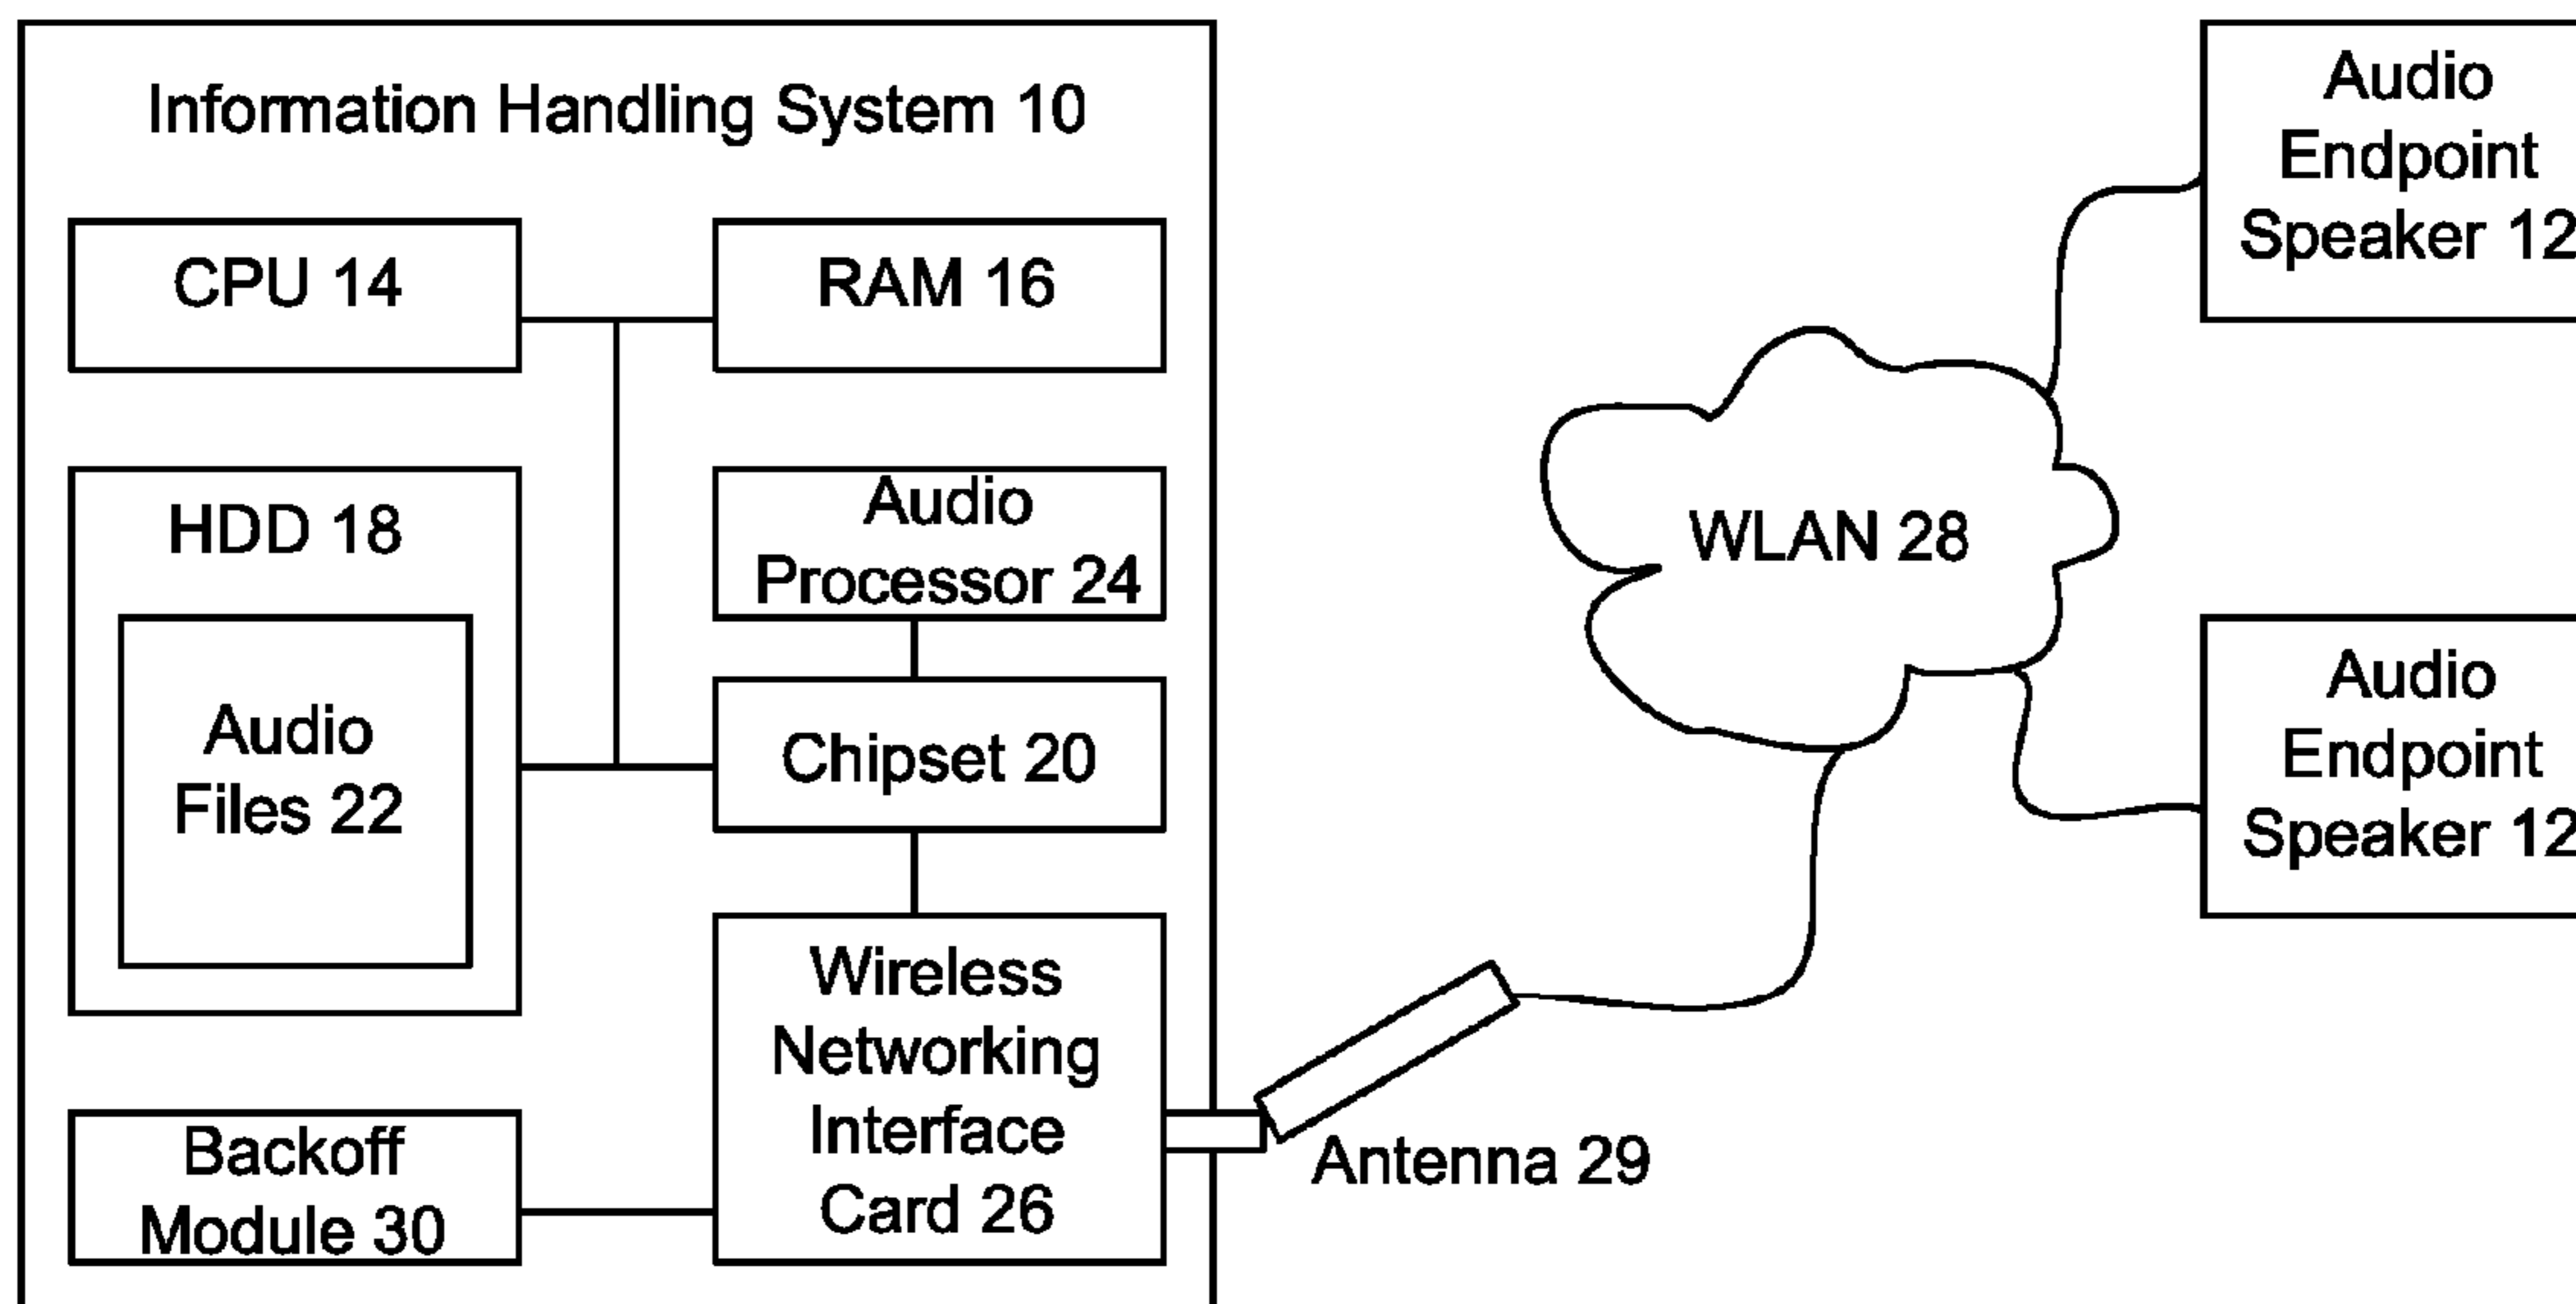 Information Handling System 10
CPU 14
RAM 16
HDD 18
Audio
Files 22
Audio
Processor 24
Chipset 20
Wireless
Networking
Interface
Card 26
Backoff
Module 30
Antenna 29
WLAN 28
Audio
Endpoint
Speaker 12
Audio
Endpoint
Speaker 12